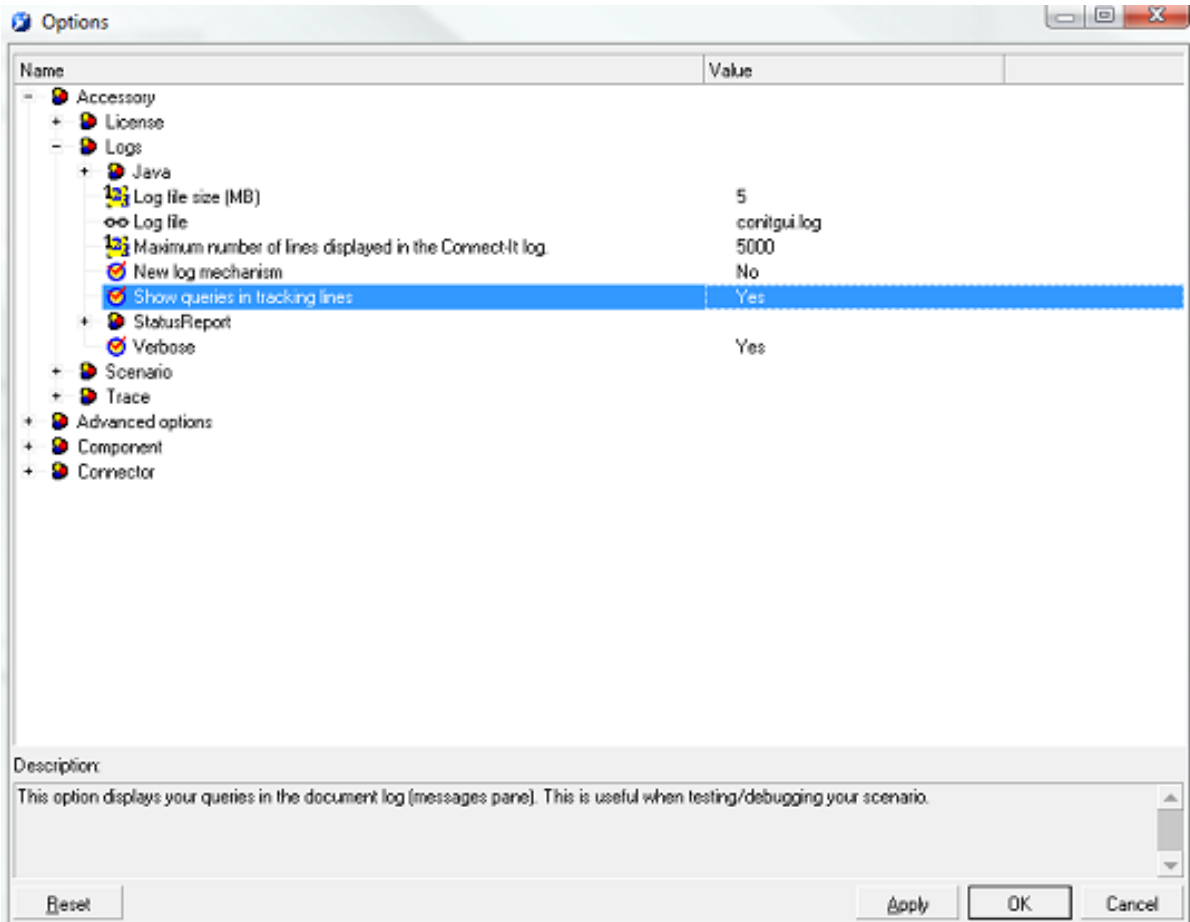 Options
Name Value
Accessory
License
Logs
Java
Log file size (MB) 5
Log file conitgui.log
Maximum number of lines displayed in the Connect-It log. 5000
New log mechanism No
Show queries in tracking lines Yes
StatusReport
Verbose Yes
Scenario
Trace
Advanced options
Component
Connector
Description:
This option displays your queries in the document log (messages pane). This is useful when testing/debugging your scenario.
Reset Apply OK Cancel